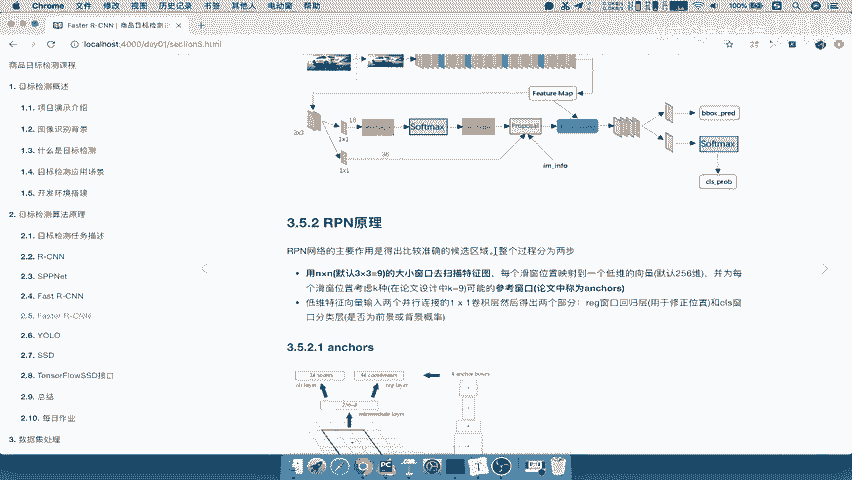 Chrome 文件 修改 视图 历史记录 书签 其他人 电动窗 帮助
100%
Faster R-CNN | 商品目标检测课
localhost:4000/day01/section3.html
商品目标检测课程
1. 目标检测概述
1.1. 项目演示介绍
1.2. 图像识别背景
1.3. 什么是目标检测
1.4. 目标检测应用场景
1.5. 开发环境搭建
2. 目标检测算法原理
2.1. 目标检测任务描述
2.2. R-CNN
2.3. SPPNet
2.4. Fast R-CNN
2.5. Faster R-CNN
2.6. YOLO
2.7. SSD
2.8. TensorFlowSSD接口
2.9. 总结
2.10. 每日作业
3. 数据集处理
Feature Map
3x3
18
1x1
Softmax
Proposal
36
1x1
im_info
bbox_pred
Softmax
cls_prob
3.5.2 RPN原理
RPN网络的主要作用是得出比较准确的候选区域。整个过程分为两步
用n×n(默认3×3=9)的大小窗口去扫描特征图，每个滑窗位置映射到一个低维的向量(默认256维)，并为每
个滑窗位置考虑k种(在论文设计中k=9)可能的参考窗口(论文中称为anchors)
低维特征向量输入两个并行连接的1 x 1卷积层然后得出两个部分：reg窗口回归层(用于修正位置)和cls窗
口分类层(是否为前景或背景概率)
3.5.2.1 anchors
cls layer
reg layer
intermediate layer